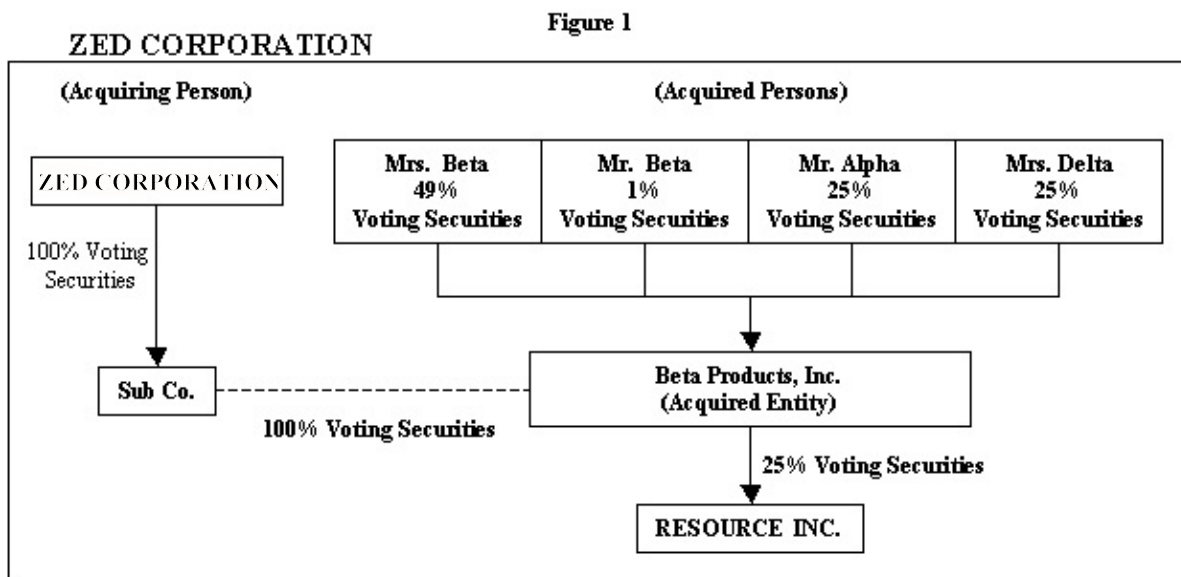 Figure 1
ZED CORPORATION
(Acquiring Person)
(Acquired Persons)
ZED CORPORATION
Mrs. Beta
49%
Voting Securities
Mr. Beta
1%
Voting Securities
Mr. Alpha
25%
Voting Securities
Mrs. Delta
25%
Voting Securities
100% Voting
Securities
Sub Co.
Beta Products, Inc.
(Acquired Entity)
100% Voting Securities
25% Voting Securities
RESOURCE INC.